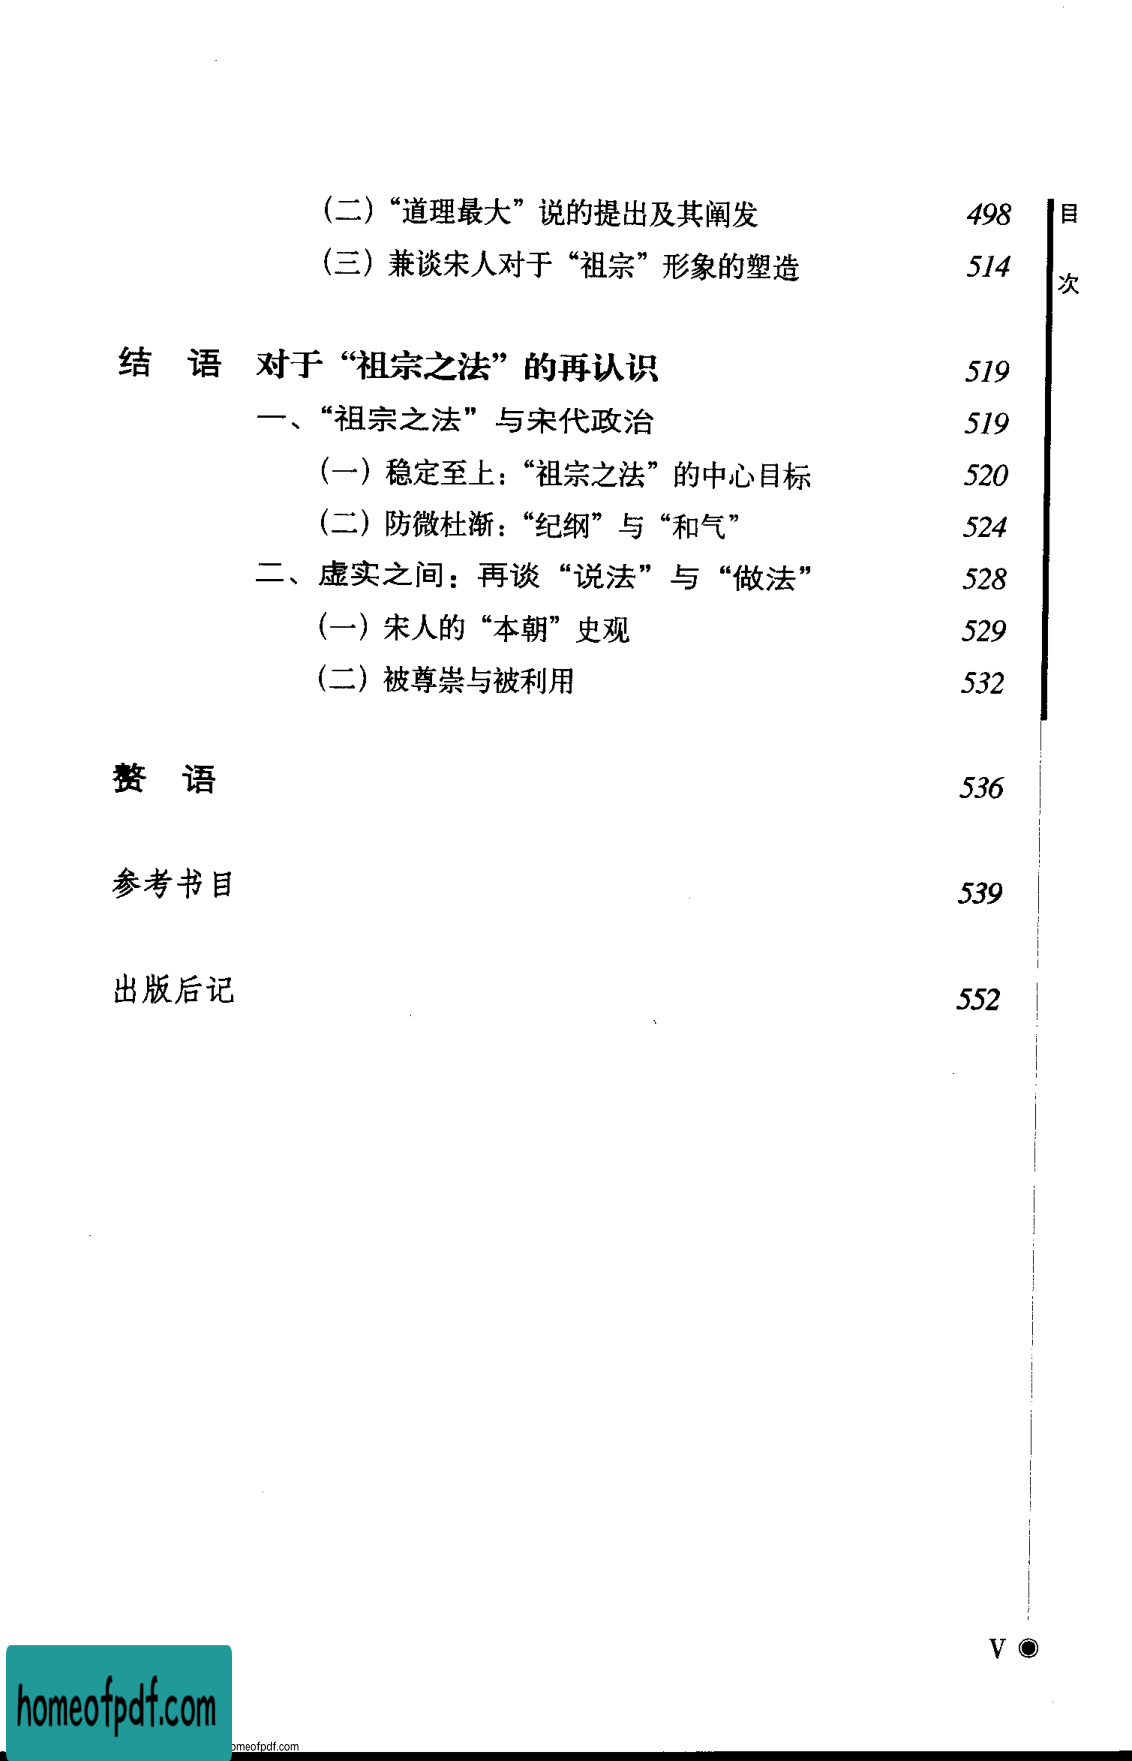 （二）“道理最大”说的提出及其阐发 498
（三）兼谈宋人对于“祖宗”形象的塑造 514
结 语 对于“祖宗之法”的再认识 519
一、“祖宗之法”与宋代政治 519
（一）稳定至上：“祖宗之法”的中心目标 520
（二）防微杜渐：“纪纲”与“和气” 524
二、虚实之间：再谈“说法”与“做法” 528
（一）宋人的“本朝”史观 529
（二）被尊崇与被利用 532
赘 语 536
参考书目 539
出版后记 552
目
次
V
homeofpdf.com
omeofpdf.com